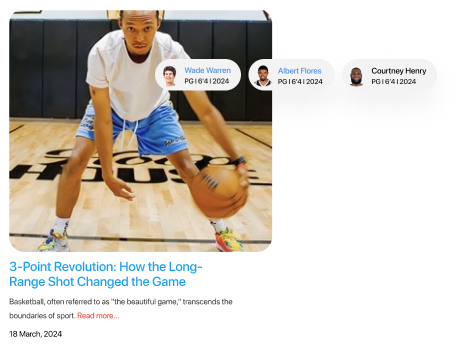 Wade Warren
PG | 6'4 | 2024
Albert Flores
PG | 6'4 | 2024
Courtney Henry
PG | 6'4 | 2024
HOUSE
3-Point Revolution: How the Long-
Range Shot Changed the Game
Basketball, often referred to as "the beautiful game," transcends the
boundaries of sport. Read more...
18 March, 2024